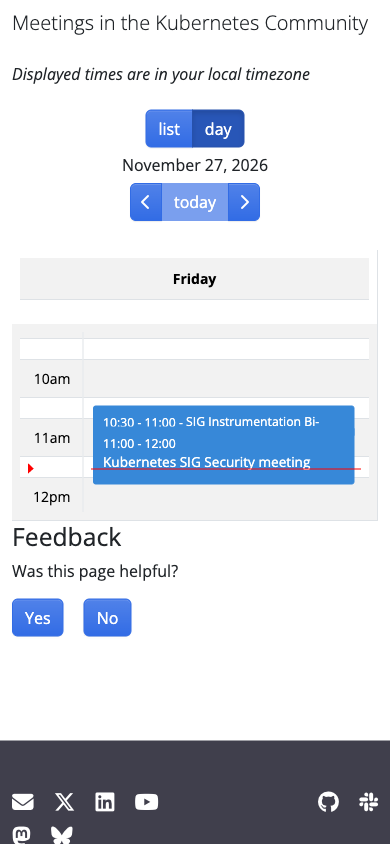 Meetings in the Kubernetes Community
Displayed times are in your local timezone
list day
November 27, 2026
today
Friday
10am
10:30 - 11:00 - SIG Instrumentation Bi-
11am
11:00 - 12:00
Kubernetes SIG Security meeting
12pm
Feedback
Was this page helpful?
Yes No